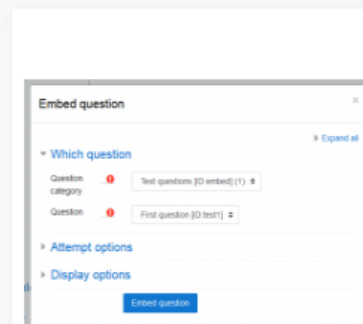 Embed question
×
Expand all
Which question
Question category
Test questions [ID:embed] (1)
Question
First question [ID:test1]
Attempt options
Display options
Embed question